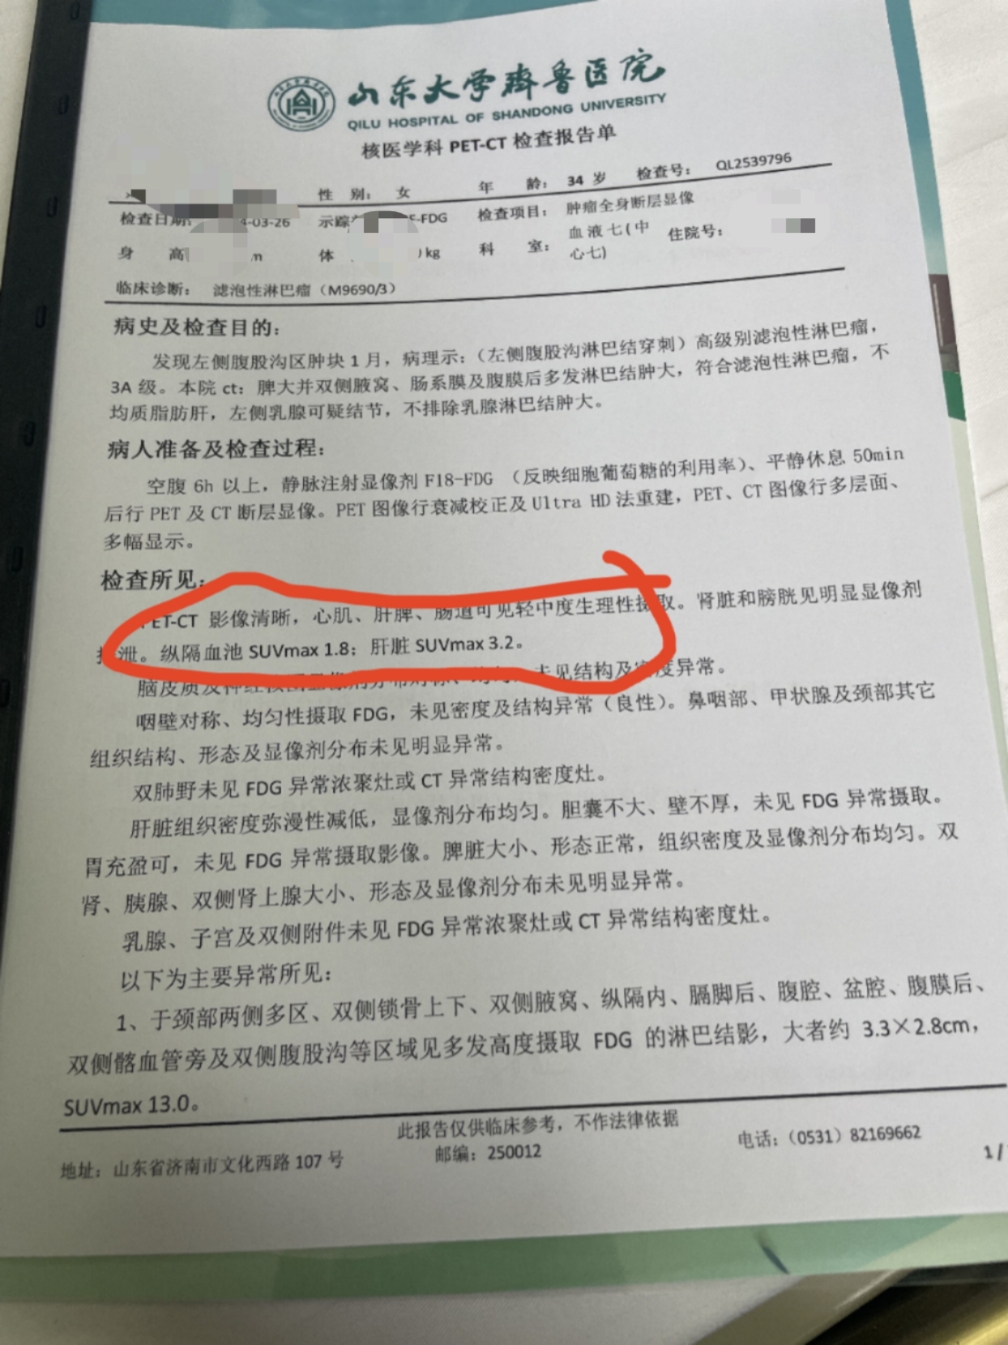 山东大学齐鲁医院
QILU HOSPITAL OF SHANDONG UNIVERSITY
核医学科 PET-CT 检查报告单
性 别： 女 年 龄： 34 岁 检查号： QL2539796
检查日期: 4-03-26 示踪 -FDG 检查项目： 肿瘤全身断层显像
身 高 m 体 kg 科 室： 血液七(中心七) 住院号：
临床诊断： 滤泡性淋巴瘤（M9690/3）
病史及检查目的：
发现左侧腹股沟区肿块 1 月，病理示：（左侧腹股沟淋巴结穿刺）高级别滤泡性淋巴瘤，
3A 级。本院 ct：脾大并双侧腋窝、肠系膜及腹膜后多发淋巴结肿大，符合滤泡性淋巴瘤，不
均质脂肪肝，左侧乳腺可疑结节，不排除乳腺淋巴结肿大。
病人准备及检查过程：
空腹 6h 以上，静脉注射显像剂 F18-FDG （反映细胞葡萄糖的利用率）、平静休息 50min
后行 PET 及 CT 断层显像。PET 图像行衰减校正及 Ultra HD 法重建，PET、CT 图像行多层面、
多幅显示。
检查所见：
PET-CT 影像清晰，心肌、肝脾、肠道可见轻中度生理性摄取。肾脏和膀胱见明显显像剂
泄。纵隔血池 SUVmax 1.8；肝脏 SUVmax 3.2。
脑皮质及神经核团显像剂分布对称、均匀，未见结构及密度异常。
咽壁对称、均匀性摄取 FDG，未见密度及结构异常（良性）。鼻咽部、甲状腺及颈部其它
组织结构、形态及显像剂分布未见明显异常。
双肺野未见 FDG 异常浓聚灶或 CT 异常结构密度灶。
肝脏组织密度弥漫性减低，显像剂分布均匀。胆囊不大、壁不厚，未见 FDG 异常摄取。
胃充盈可，未见 FDG 异常摄取影像。脾脏大小、形态正常，组织密度及显像剂分布均匀。双
肾、胰腺、双侧肾上腺大小、形态及显像剂分布未见明显异常。
乳腺、子宫及双侧附件未见 FDG 异常浓聚灶或 CT 异常结构密度灶。
以下为主要异常所见：
1、于颈部两侧多区、双侧锁骨上下、双侧腋窝、纵隔内、膈脚后、腹腔、盆腔、腹膜后、
双侧髂血管旁及双侧腹股沟等区域见多发高度摄取 FDG 的淋巴结影，大者约 3.3×2.8cm，
SUVmax 13.0。
此报告仅供临床参考，不作法律依据
地址：山东省济南市文化西路 107 号 邮编：250012 电话：（0531）82169662
1/